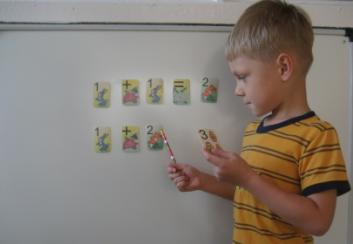 1 + 1 = 2
1 + 2
3